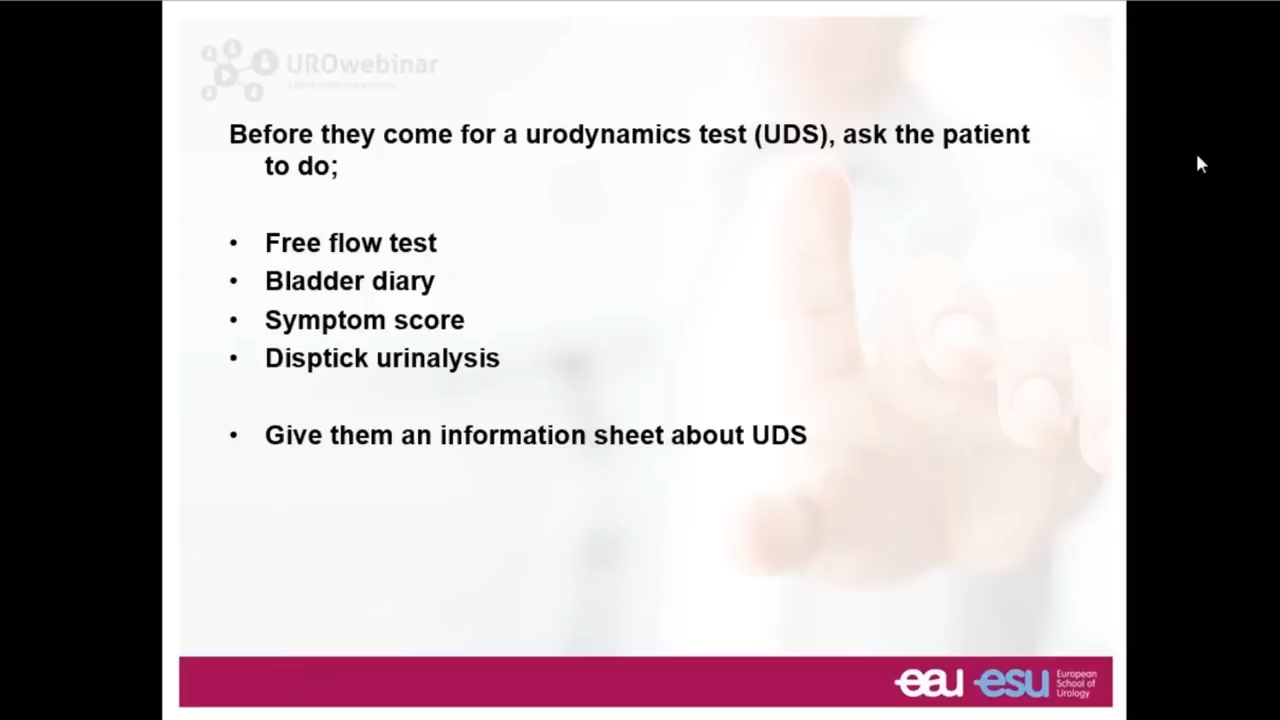 UROwebinar
Before they come for a urodynamics test (UDS), ask the patient
to do;
• Free flow test
• Bladder diary
• Symptom score
• Disptick urinalysis
• Give them an information sheet about UDS
eau esu European
School of
Urology